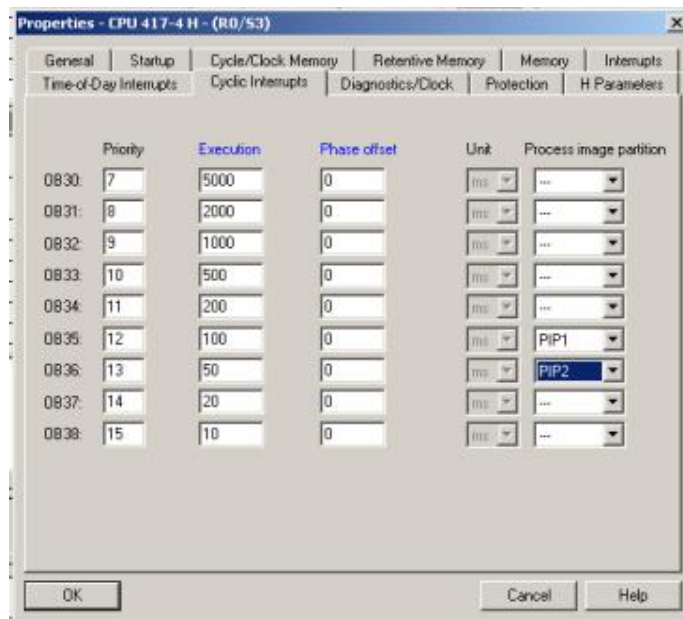 Properties - CPU 417-4 H - (R0/S3)
General Startup Cycle/Clock Memory Retentive Memory Memory Interrupts
Time-of-Day Interrupts Cyclic Interrupts Diagnostics/Clock Protection H Parameters
Priority Execution Phase offset Unit Process image partition
OB30: 7 5000 0 ms ---
OB31: 8 2000 0 ms ---
OB32: 9 1000 0 ms ---
OB33: 10 500 0 ms ---
OB34: 11 200 0 ms ---
OB35: 12 100 0 ms PIP1
OB36: 13 50 0 ms PIP2
OB37: 14 20 0 ms ---
OB38: 15 10 0 ms ---
OK Cancel Help